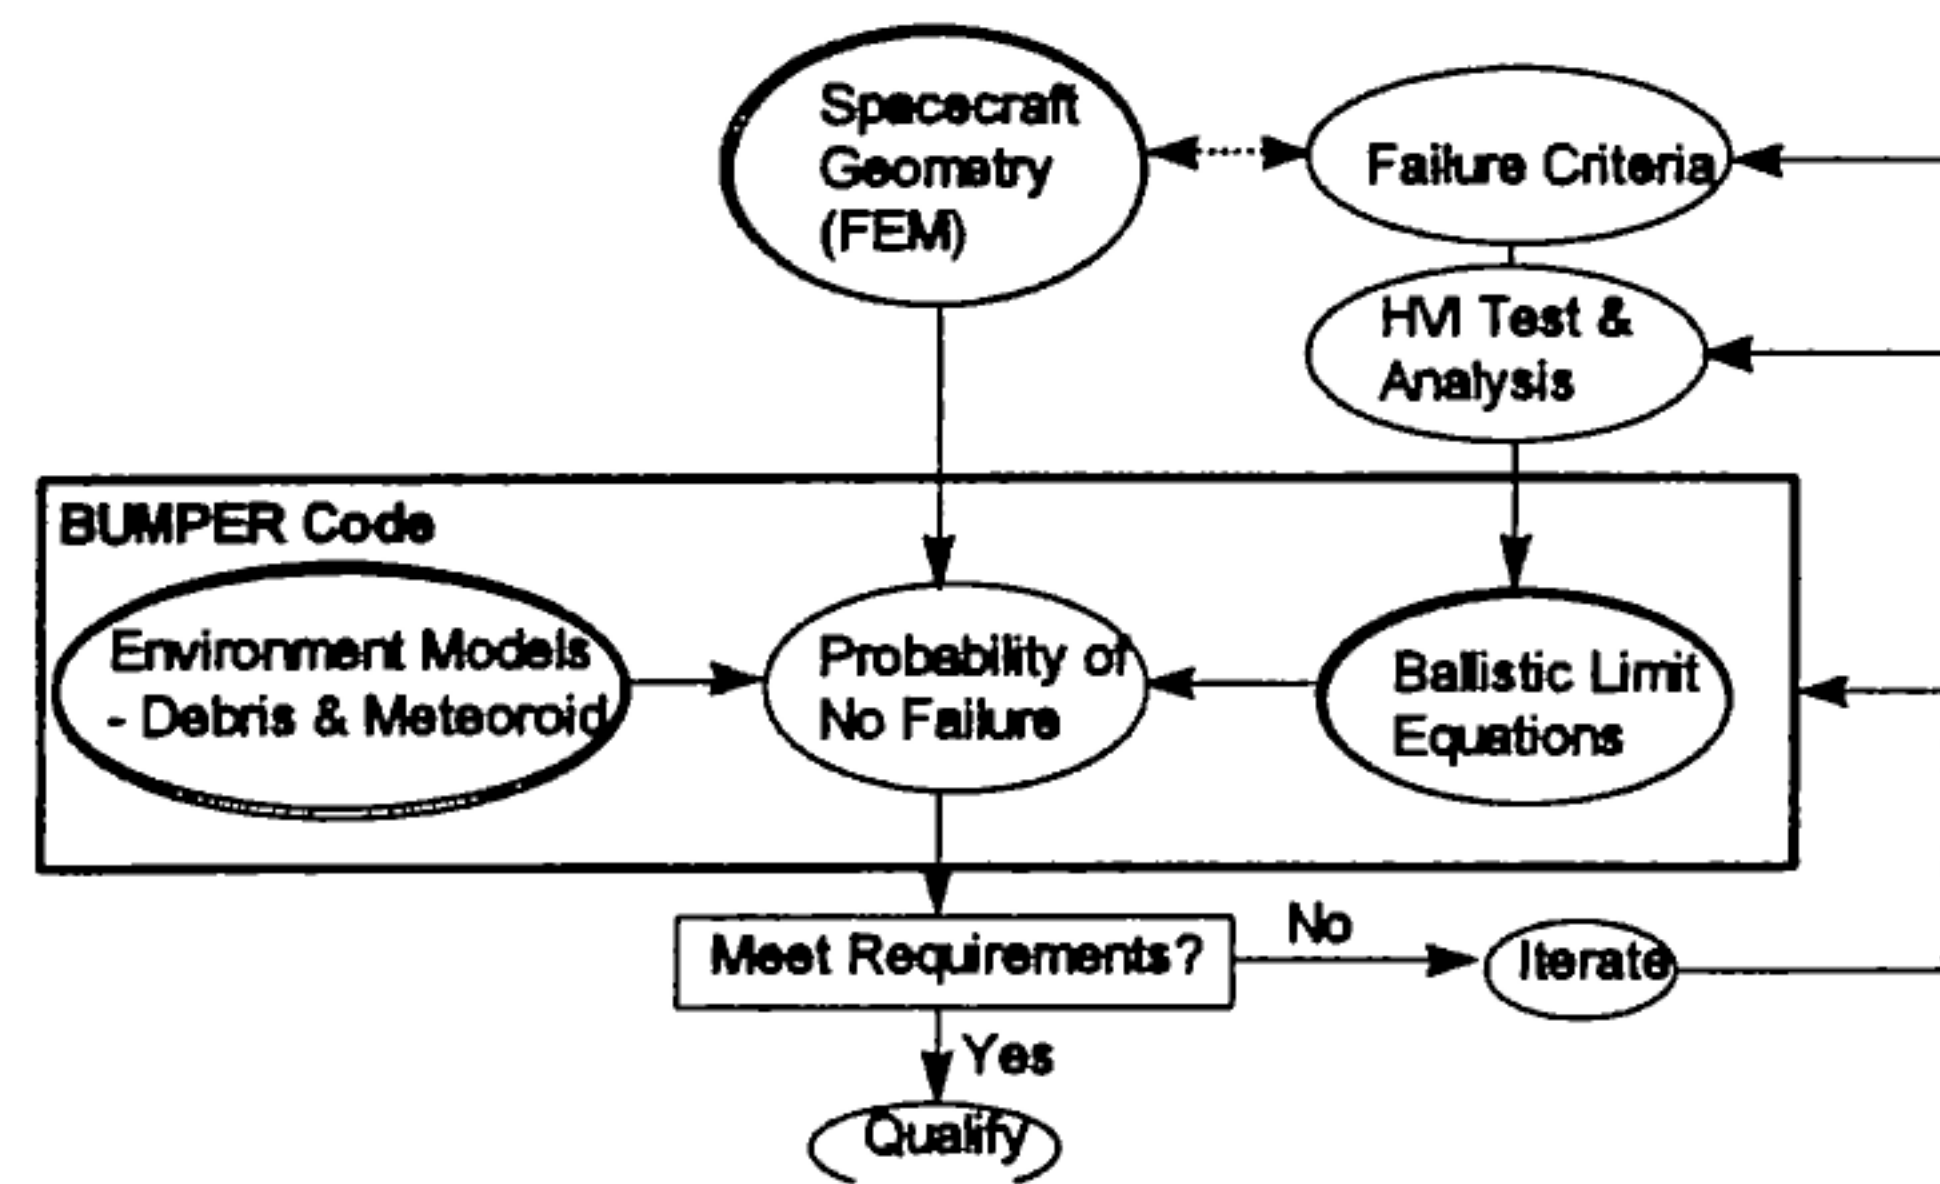 Spacecraft
Geometry
(FEM)
Failure Criteria
HVI Test &
Analysis
BUMPER Code
Environment Models
- Debris & Meteoroid
Probability of
No Failure
Ballistic Limit
Equations
Meet Requirements?
No
Iterate
Yes
Qualify